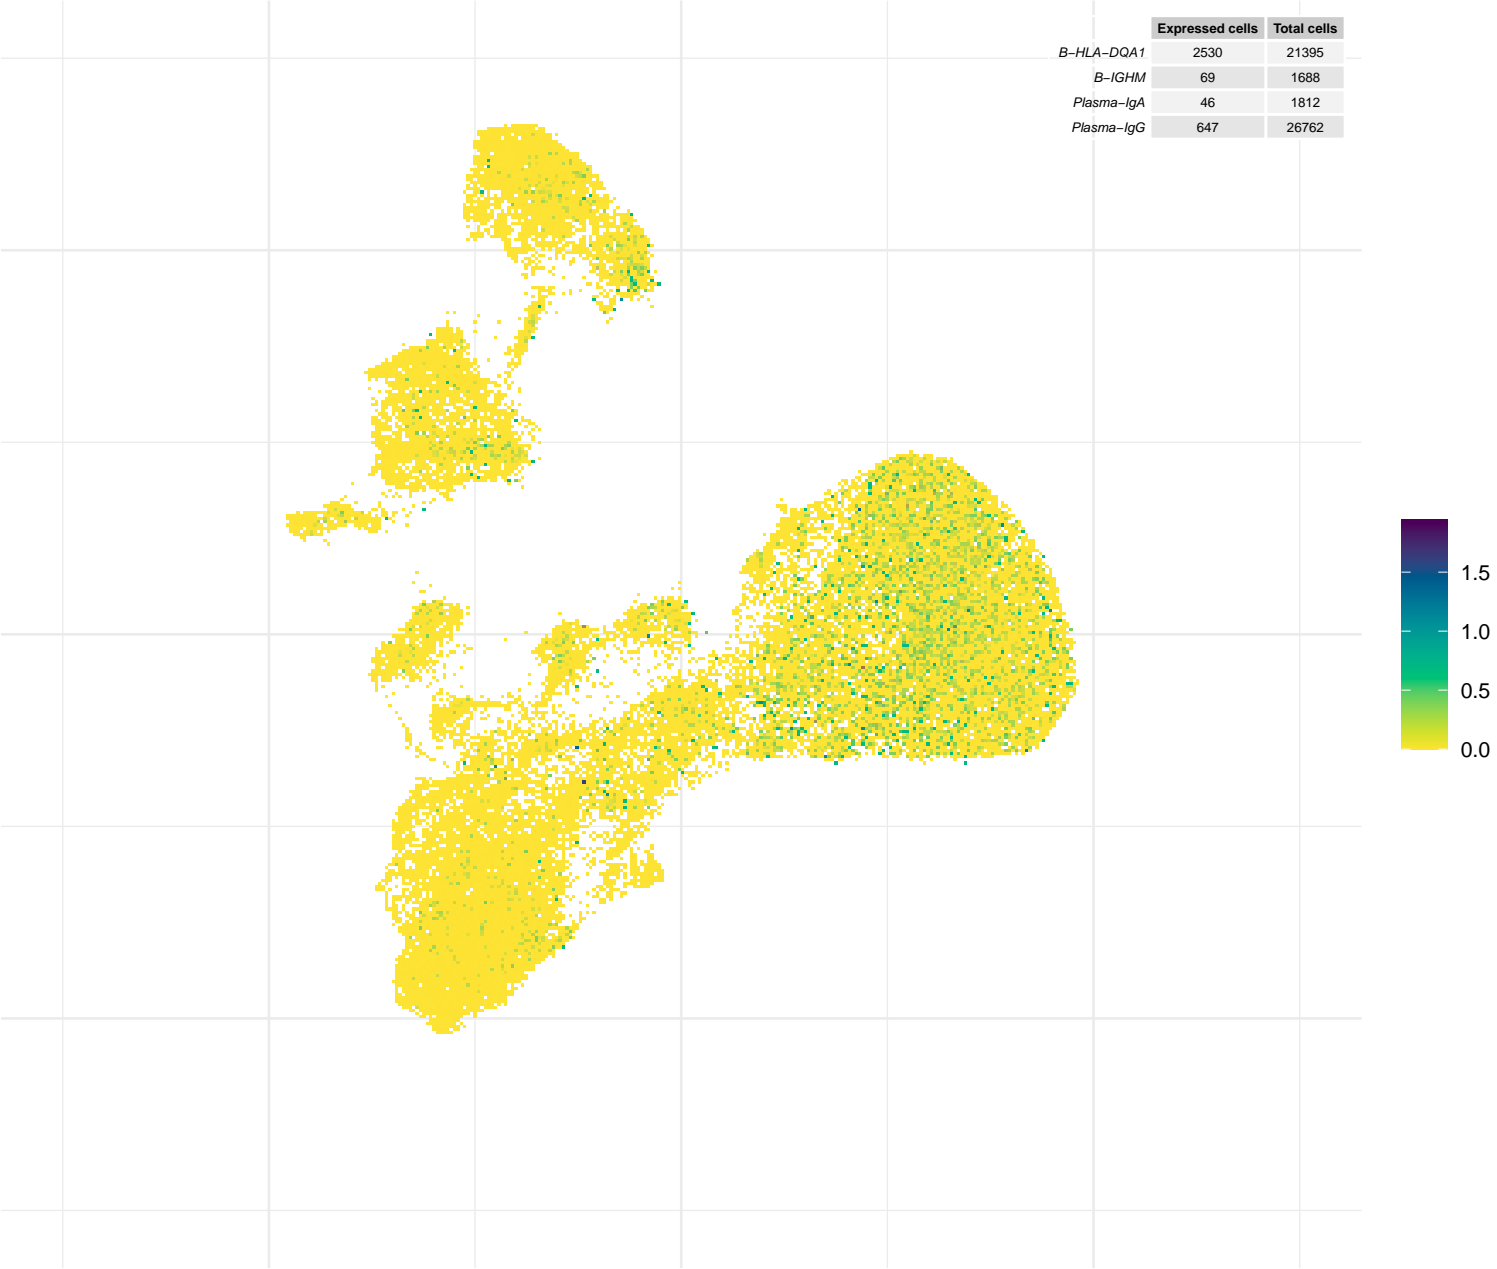 Expressed cells Total cells
B−HLA−DQA1 2530 21395
B−IGHM 69 1688
Plasma−IgA 46 1812
Plasma−IgG 647 26762
1.5
1.0
0.5
0.0